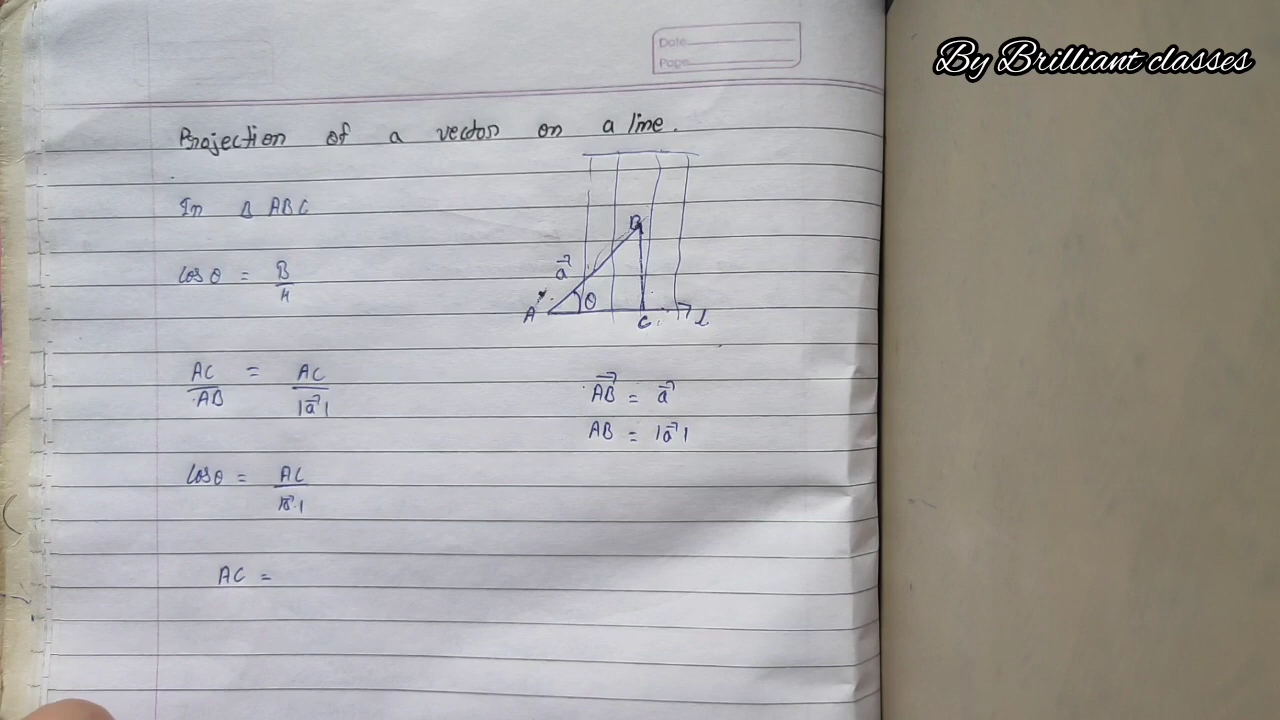 By Brilliant classes
Date
Page
Projection of a vector on a line.
In Δ ABC
B
cos θ = B/H
a⃗
θ
A
C
l
AC/AB = AC/|a⃗|
AB⃗ = a⃗
AB = |a⃗|
cosθ = AC/|a⃗|
AC =